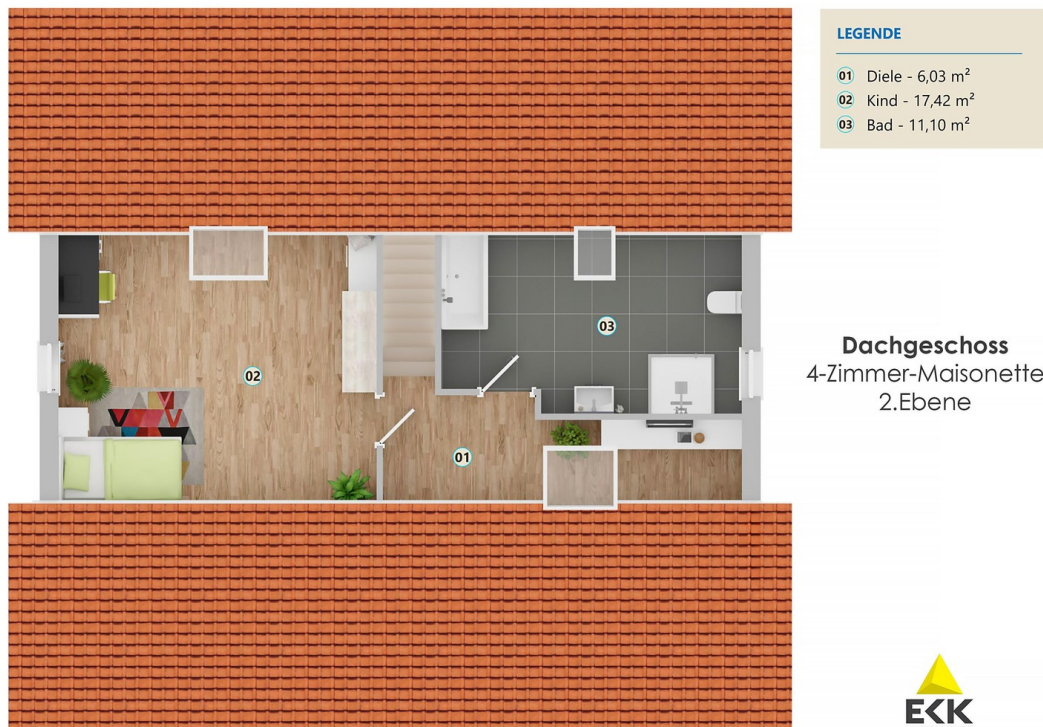 LEGENDE
01 Diele - 6,03 m²
02 Kind - 17,42 m²
03 Bad - 11,10 m²
02
03
01
Dachgeschoss
4-Zimmer-Maisonette
2.Ebene
EKK